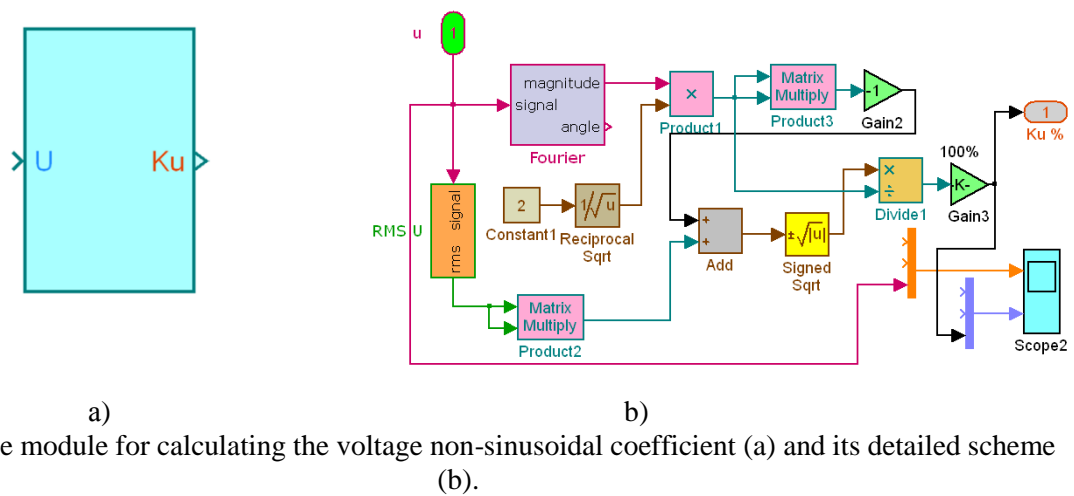 U
Ku
u
1
magnitude
signal
angle
Fourier
×
Product1
Matrix
Multiply
Product3
-1
Gain2
1
Ku %
100%
-K-
Gain3
×
÷
Divide1
signal
rms
RMS U
2
Constant1
1/√u
Reciprocal
Sqrt
+
+
Add
±√|u|
Signed
Sqrt
Matrix
Multiply
Product2
Scope2
a)
b)
e module for calculating the voltage non-sinusoidal coefficient (a) and its detailed scheme
(b).